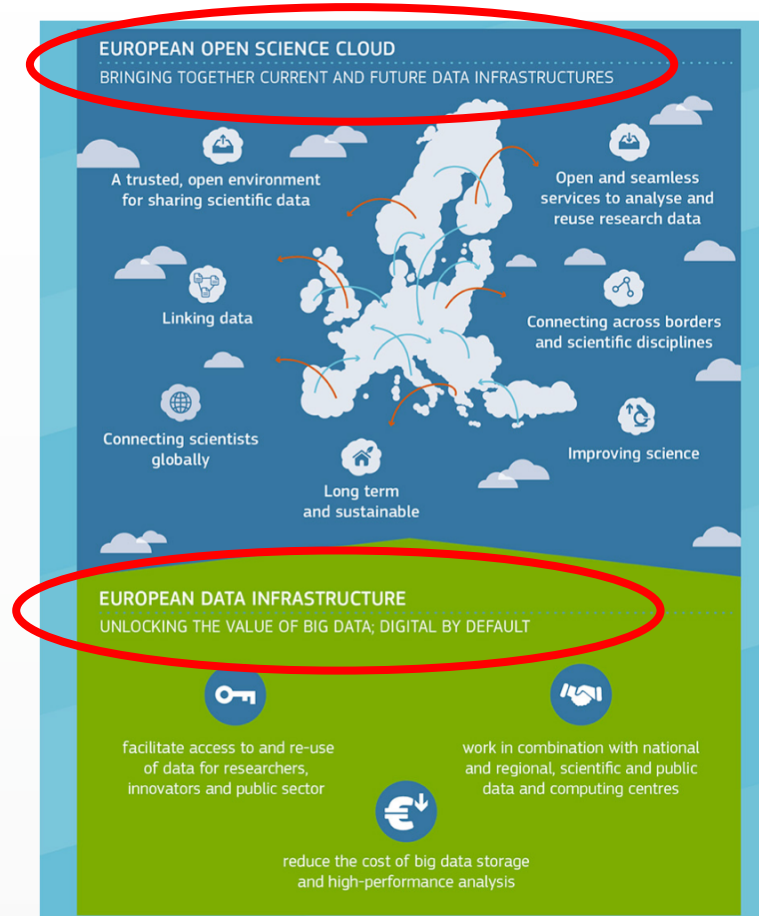 EUROPEAN OPEN SCIENCE CLOUD
BRINGING TOGETHER CURRENT AND FUTURE DATA INFRASTRUCTURES
A trusted, open environment
for sharing scientific data
Open and seamless
services to analyse and
reuse research data
Linking data
Connecting across borders
and scientific disciplines
Connecting scientists
globally
Improving science
Long term
and sustainable
EUROPEAN DATA INFRASTRUCTURE
UNLOCKING THE VALUE OF BIG DATA; DIGITAL BY DEFAULT
facilitate access to and re-use
of data for researchers,
innovators and public sector
work in combination with national
and regional, scientific and public
data and computing centres
€
reduce the cost of big data storage
and high-performance analysis